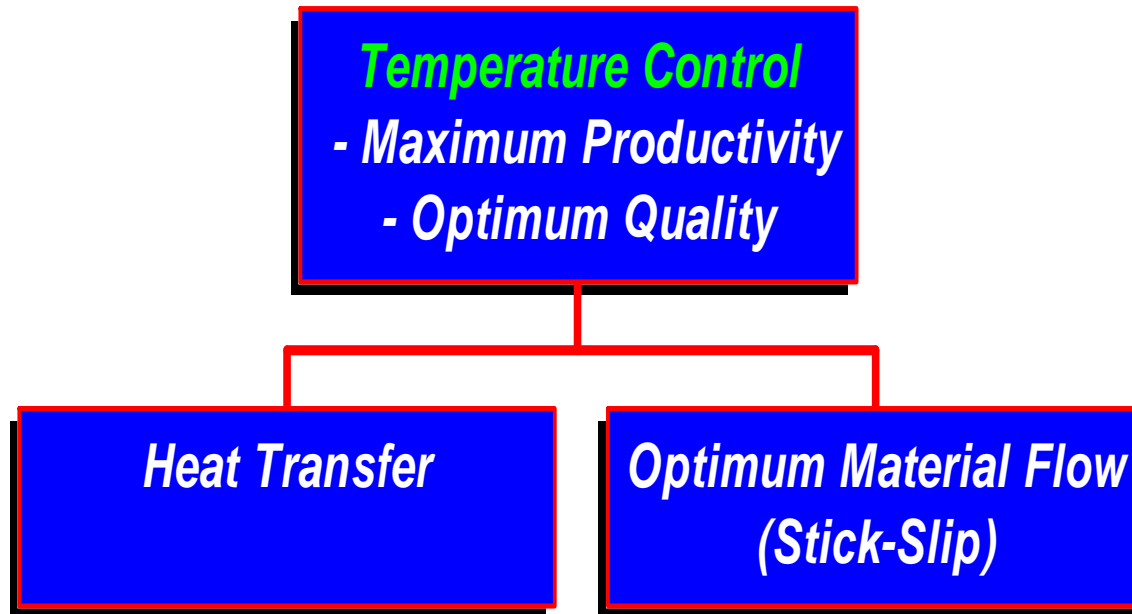 Temperature Control
- Maximum Productivity
- Optimum Quality
Heat Transfer
Optimum Material Flow
(Stick-Slip)